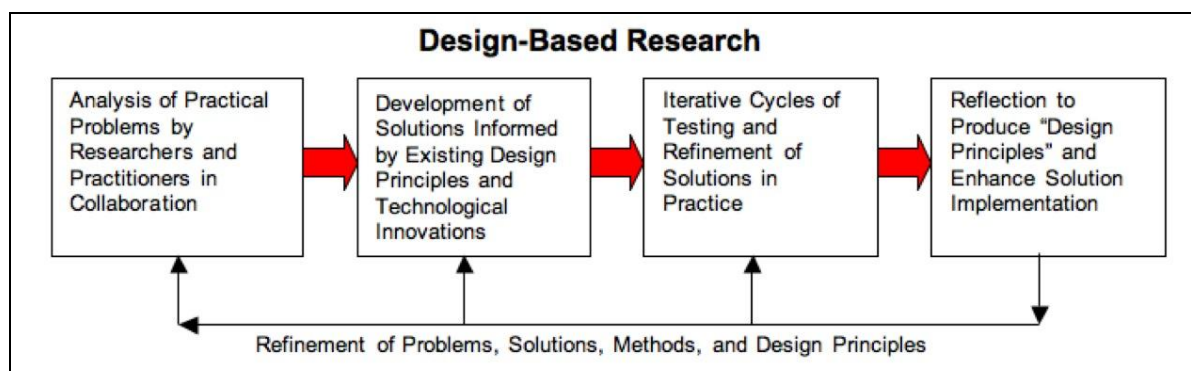 Design-Based Research
Analysis of Practical
Problems by
Researchers and
Practitioners in
Collaboration
Development of
Solutions Informed
by Existing Design
Principles and
Technological
Innovations
Iterative Cycles of
Testing and
Refinement of
Solutions in
Practice
Reflection to
Produce “Design
Principles” and
Enhance Solution
Implementation
Refinement of Problems, Solutions, Methods, and Design Principles